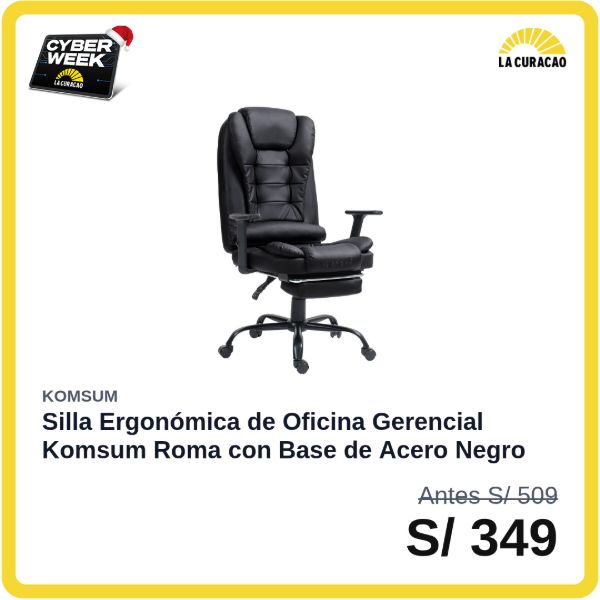 CYBER
WEEK
LA CURACAO
LA CURACAO
KOMSUM
Silla Ergonómica de Oficina Gerencial
Komsum Roma con Base de Acero Negro
Antes S/ 509
S/ 349